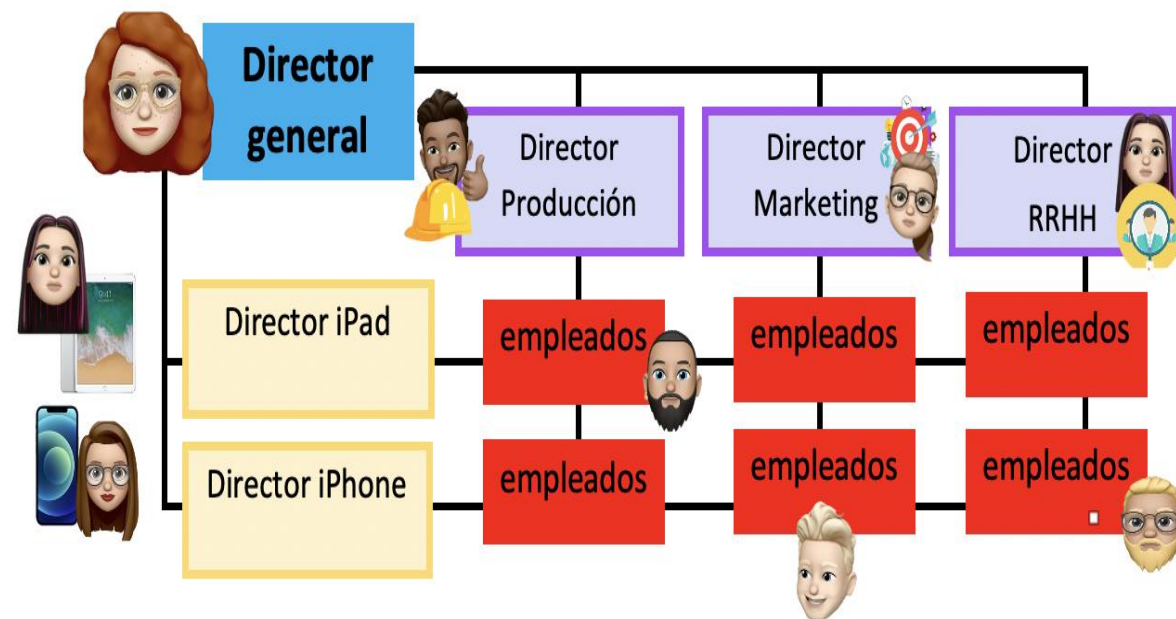 Director
general
Director
Producción
Director
Marketing
Director
RRHH
Director iPad
empleados
empleados
empleados
Director iPhone
empleados
empleados
empleados